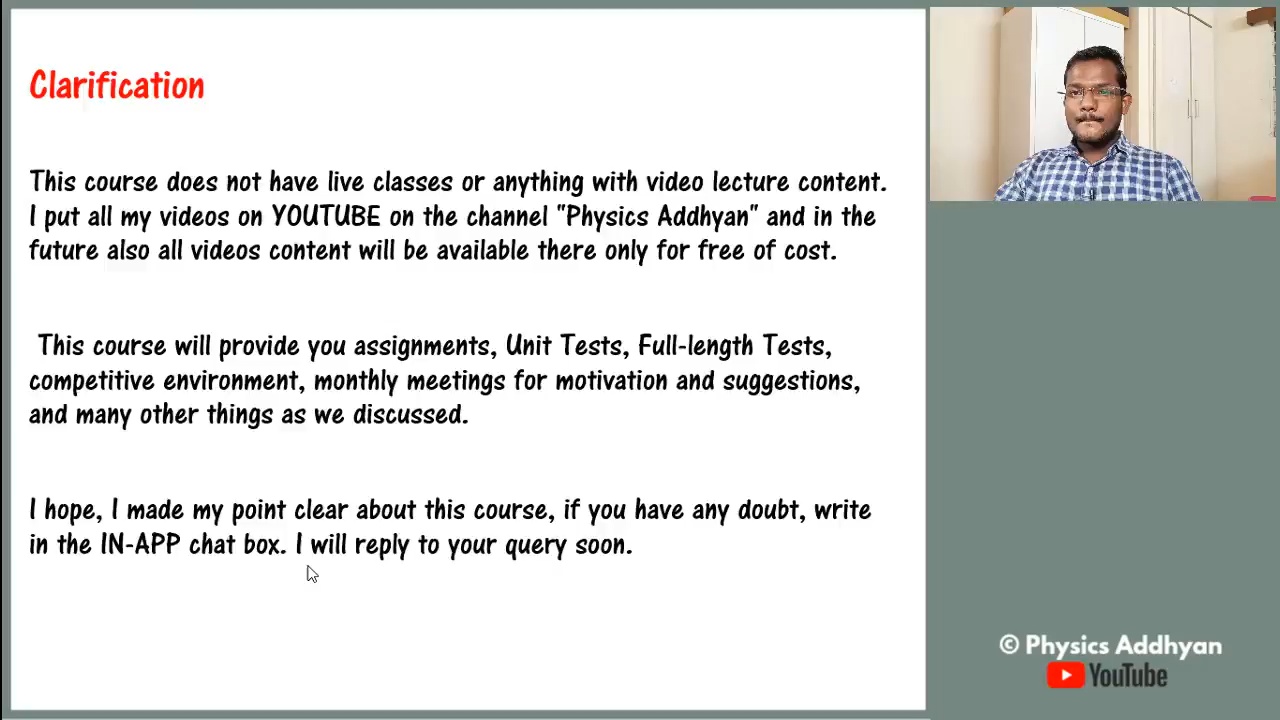 Clarification
This course does not have live classes or anything with video lecture content.
I put all my videos on YOUTUBE on the channel "Physics Addhyan" and in the
future also all videos content will be available there only for free of cost.
This course will provide you assignments, Unit Tests, Full-length Tests,
competitive environment, monthly meetings for motivation and suggestions,
and many other things as we discussed.
I hope, I made my point clear about this course, if you have any doubt, write
in the IN-APP chat box. I will reply to your query soon.
© Physics Addhyan
YouTube